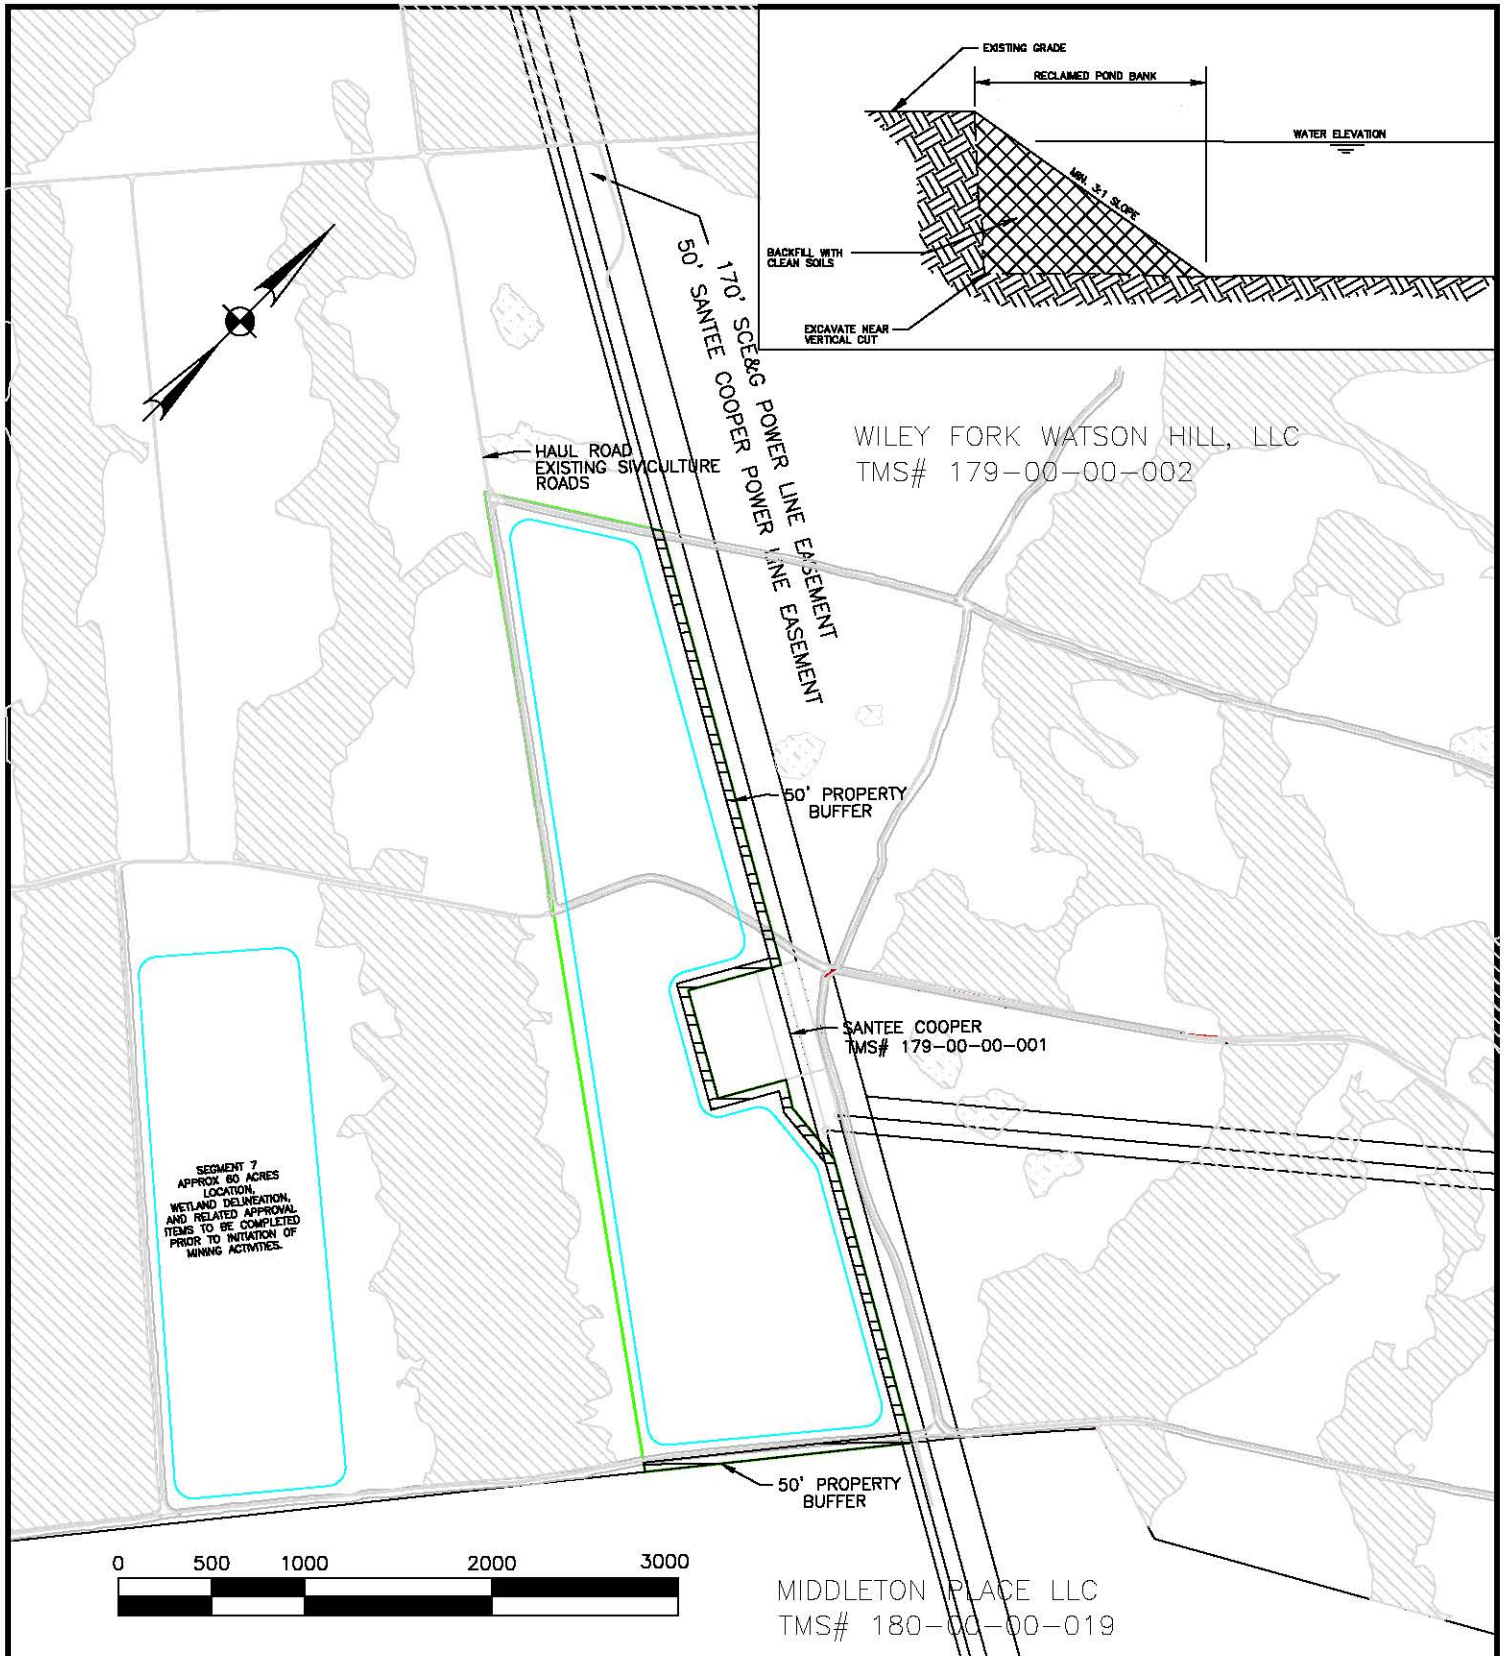 EXISTING GRADE
RECLAIMED POND BANK
WATER ELEVATION
MIN. 3:1 SLOPE
BACKFILL WITH
CLEAN SOILS
EXCAVATE NEAR
VERTICAL CUT
170' SCE&G POWER LINE EASEMENT
50' SANTEE COOPER POWER LINE EASEMENT
WILEY FORK WATSON HILL, LLC
TMS# 179-00-00-002
HAUL ROAD
EXISTING SIVICULTURE
ROADS
50' PROPERTY
BUFFER
SANTEE COOPER
TMS# 179-00-00-001
SEGMENT 7
APPROX 60 ACRES
LOCATION,
WETLAND DELINEATION,
AND RELATED APPROVAL
ITEMS TO BE COMPLETED
PRIOR TO INITIATION OF
MINING ACTIVITIES.
50' PROPERTY
BUFFER
0 500 1000 2000 3000
MIDDLETON PLACE LLC
TMS# 180-00-00-019